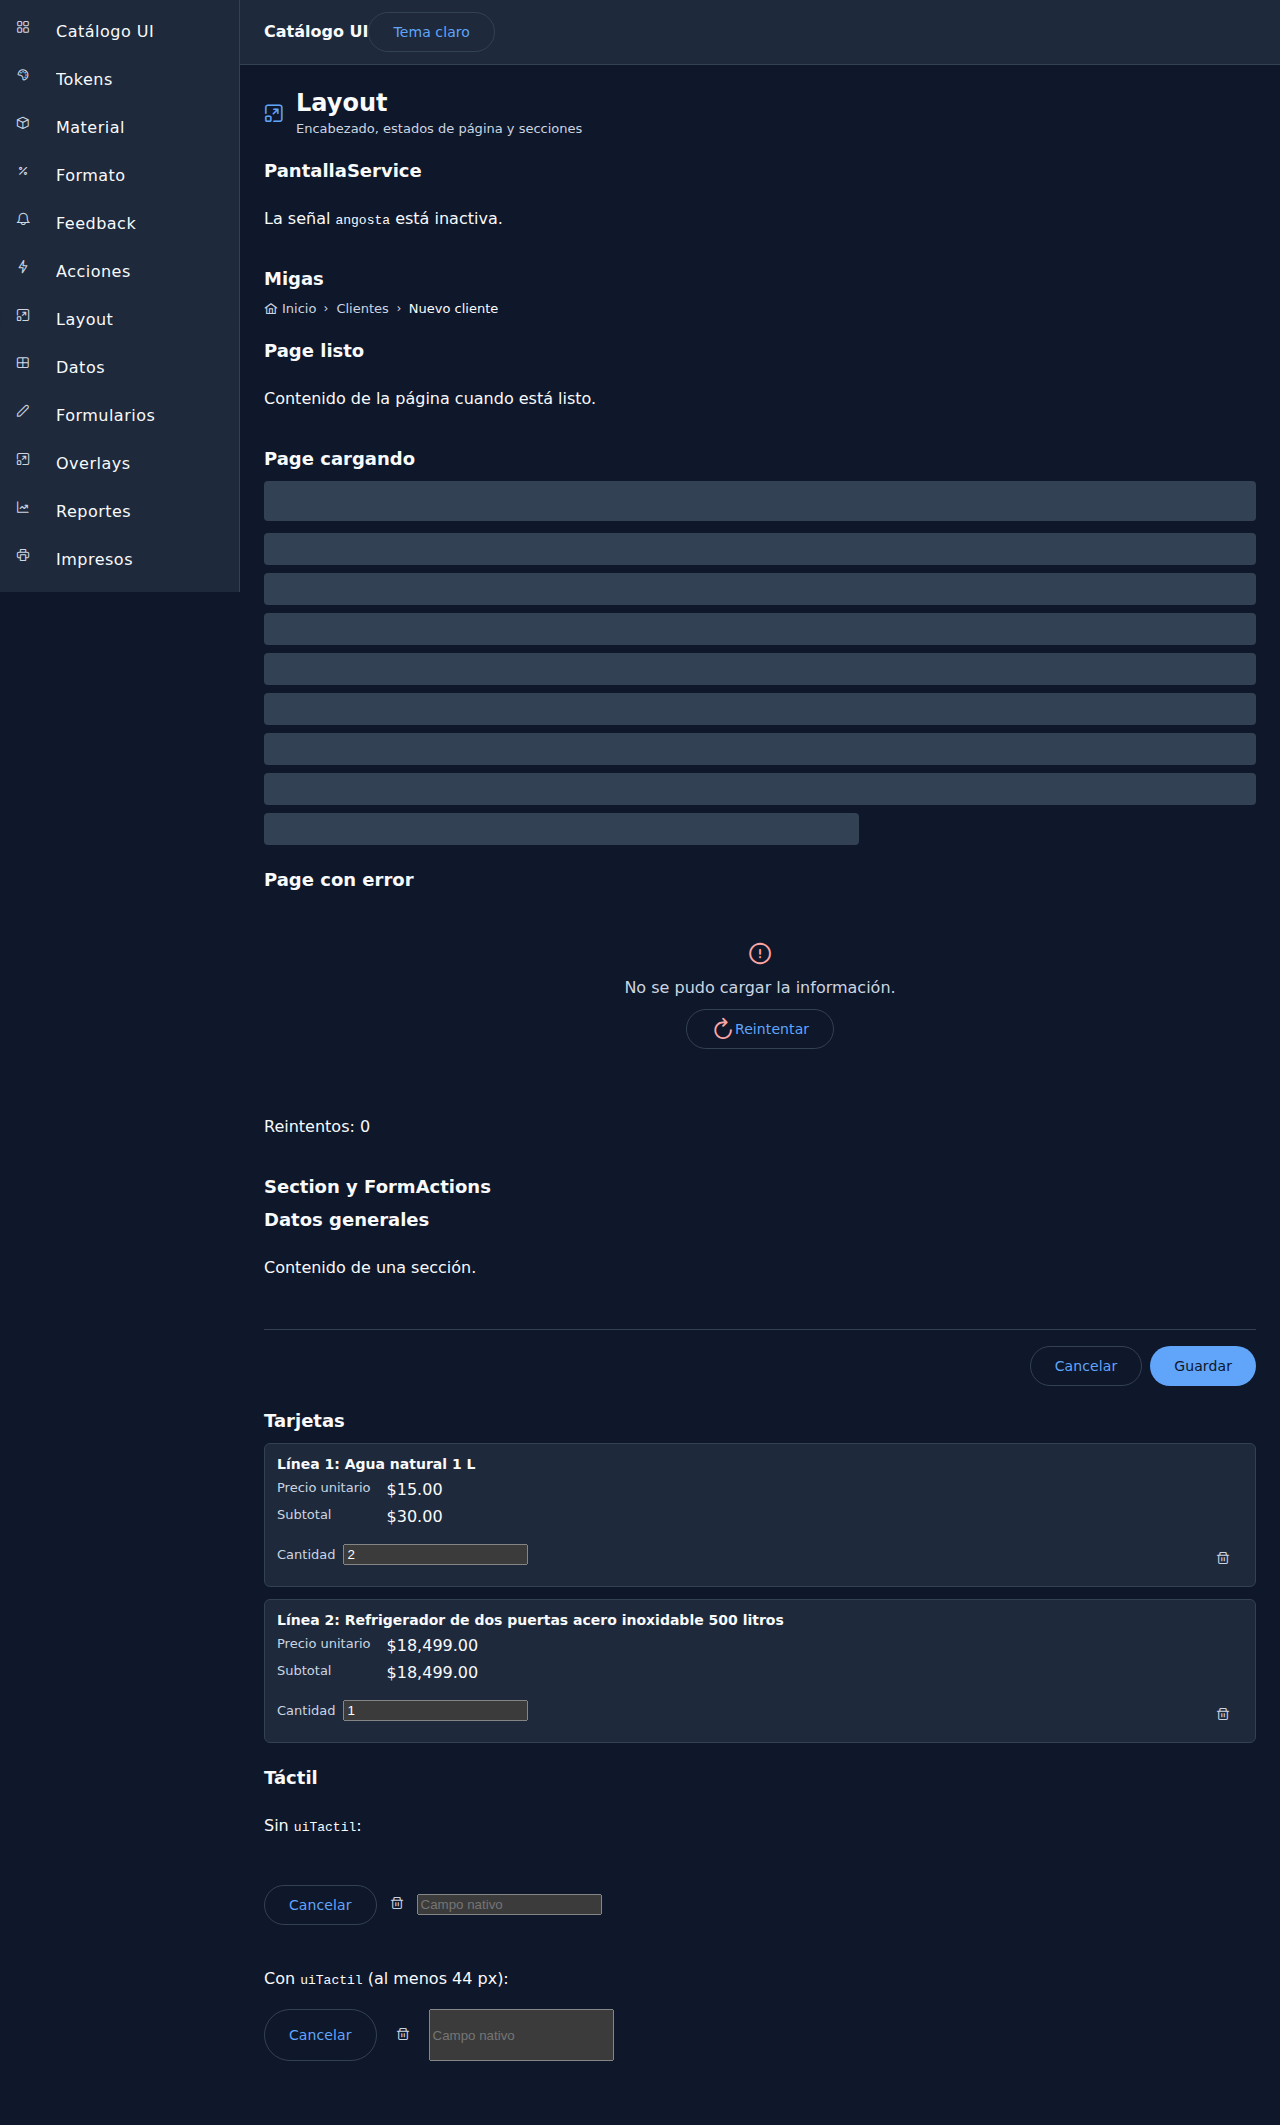 Catálogo UI
Tokens
Material
Formato
Feedback
Acciones
Layout
Datos
Formularios
Overlays
Reportes
Impresos
Catálogo UI
Tema claro
Layout
Encabezado, estados de página y secciones
PantallaService
La señal angosta está inactiva.
Migas
Inicio › Clientes › Nuevo cliente
Page listo
Contenido de la página cuando está listo.
Page cargando
Page con error
No se pudo cargar la información.
Reintentar
Reintentos: 0
Section y FormActions
Datos generales
Contenido de una sección.
Cancelar Guardar
Tarjetas
Línea 1: Agua natural 1 L
Precio unitario $15.00
Subtotal $30.00
Cantidad 2
Línea 2: Refrigerador de dos puertas acero inoxidable 500 litros
Precio unitario $18,499.00
Subtotal $18,499.00
Cantidad 1
Táctil
Sin uiTactil:
Cancelar Campo nativo
Con uiTactil (al menos 44 px):
Cancelar Campo nativo